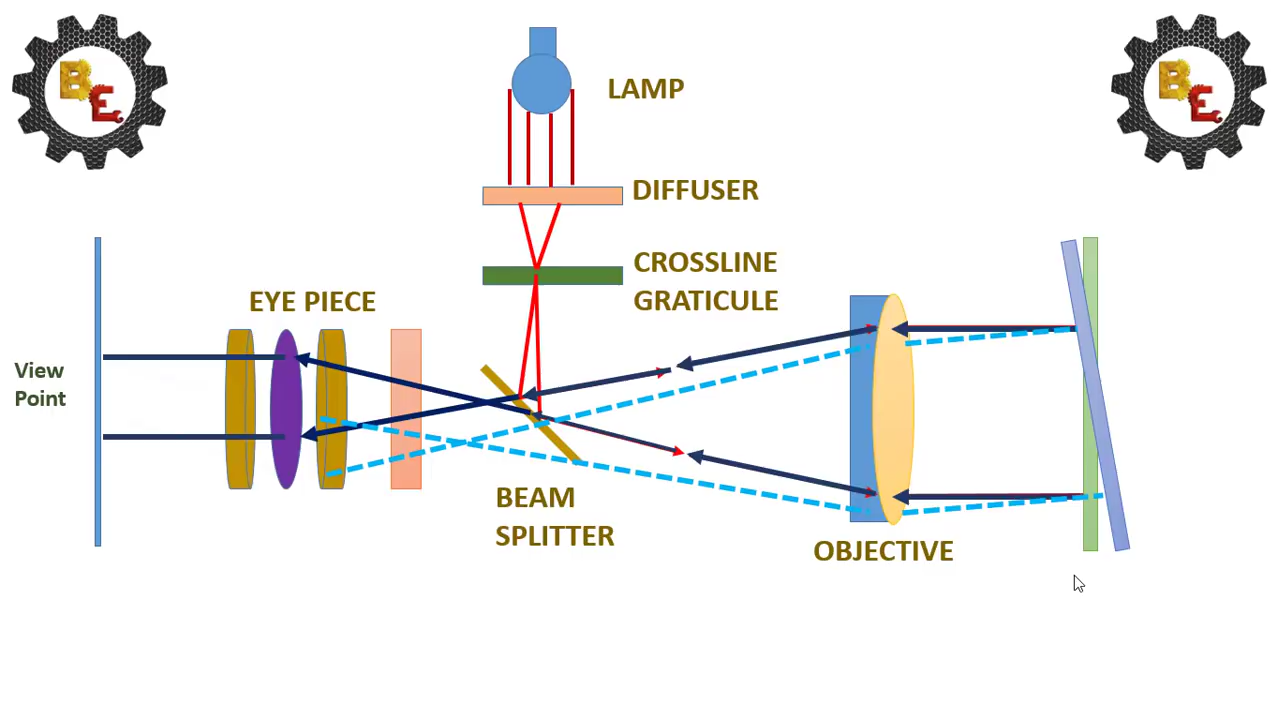 B
E
B
E
LAMP
DIFFUSER
CROSSLINE
GRATICULE
EYE PIECE
View
Point
BEAM
SPLITTER
OBJECTIVE